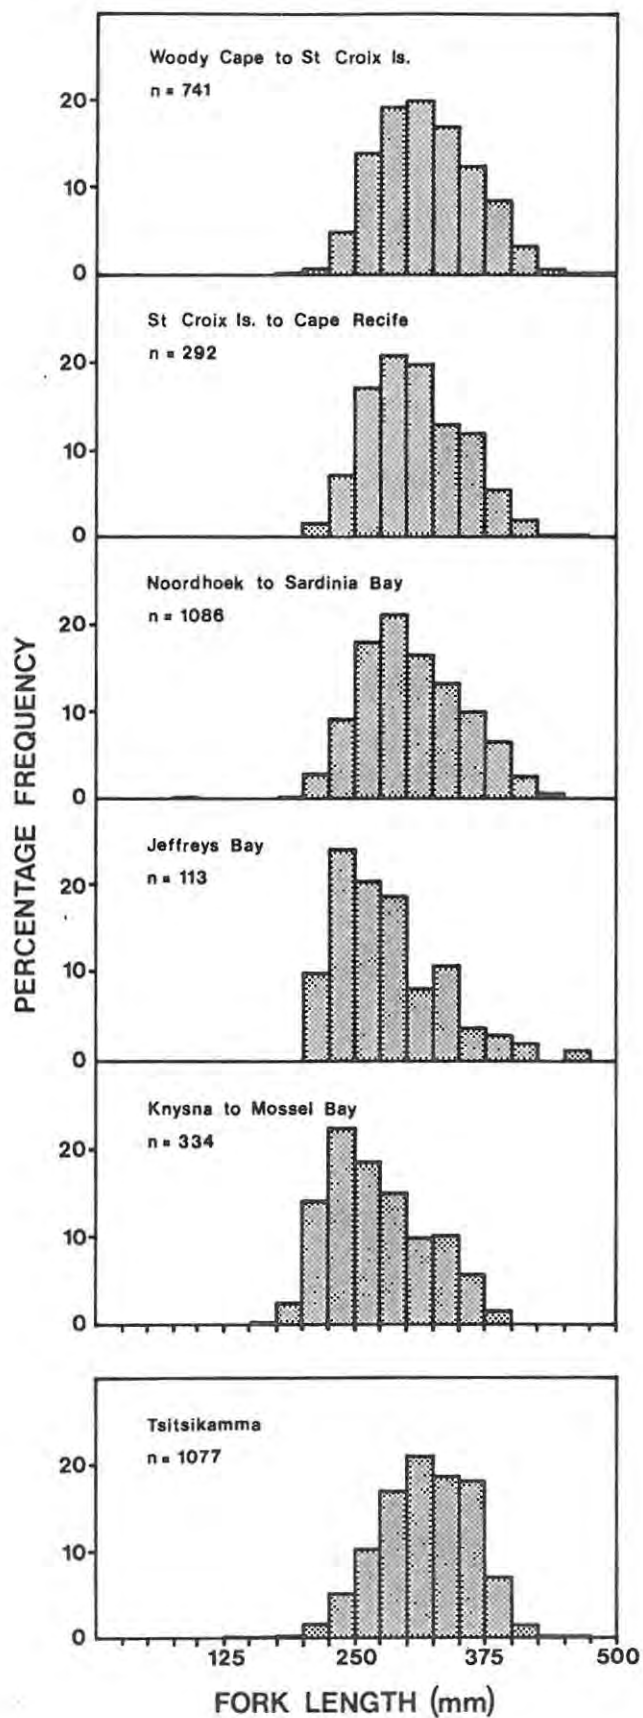 Woody Cape to St Croix Is.
n = 741
20
10
0
St Croix Is. to Cape Recife
n = 292
20
10
0
Noordhoek to Sardinia Bay
n = 1086
20
10
0
Jeffreys Bay
n = 113
20
10
0
Knysna to Mossel Bay
n = 334
20
10
0
Tsitsikamma
n = 1077
20
10
0
125 250 375 500
FORK LENGTH (mm)
PERCENTAGE FREQUENCY